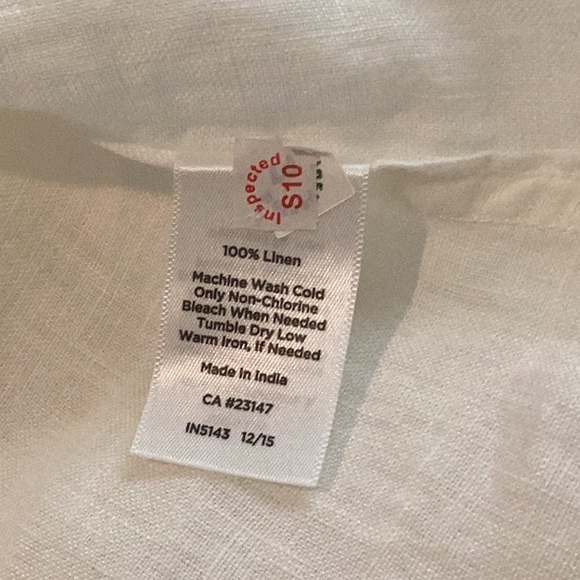 Inspected
S10
100% Linen
Machine Wash Cold
Only Non-Chlorine
Bleach When Needed
Tumble Dry Low
Warm Iron, If Needed
Made in India
CA #23147
IN5143 12/15